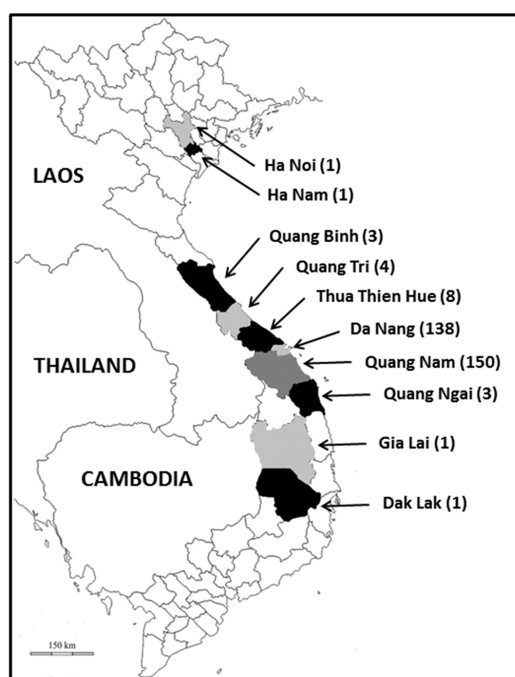 Ha Noi (1)
LAOS
Ha Nam (1)
Quang Binh (3)
Quang Tri (4)
Thua Thien Hue (8)
Da Nang (138)
THAILAND
Quang Nam (150)
Quang Ngai (3)
Gia Lai (1)
CAMBODIA
Dak Lak (1)
150 km